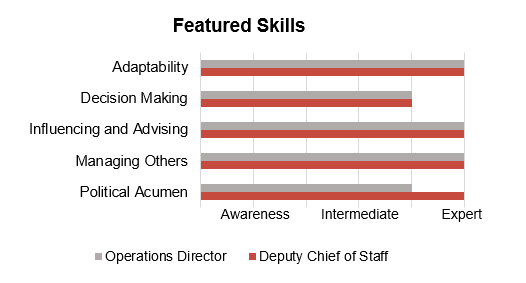 Featured Skills
Adaptability
Decision Making
Influencing and Advising
Managing Others
Political Acumen
Awareness Intermediate Expert
Operations Director Deputy Chief of Staff